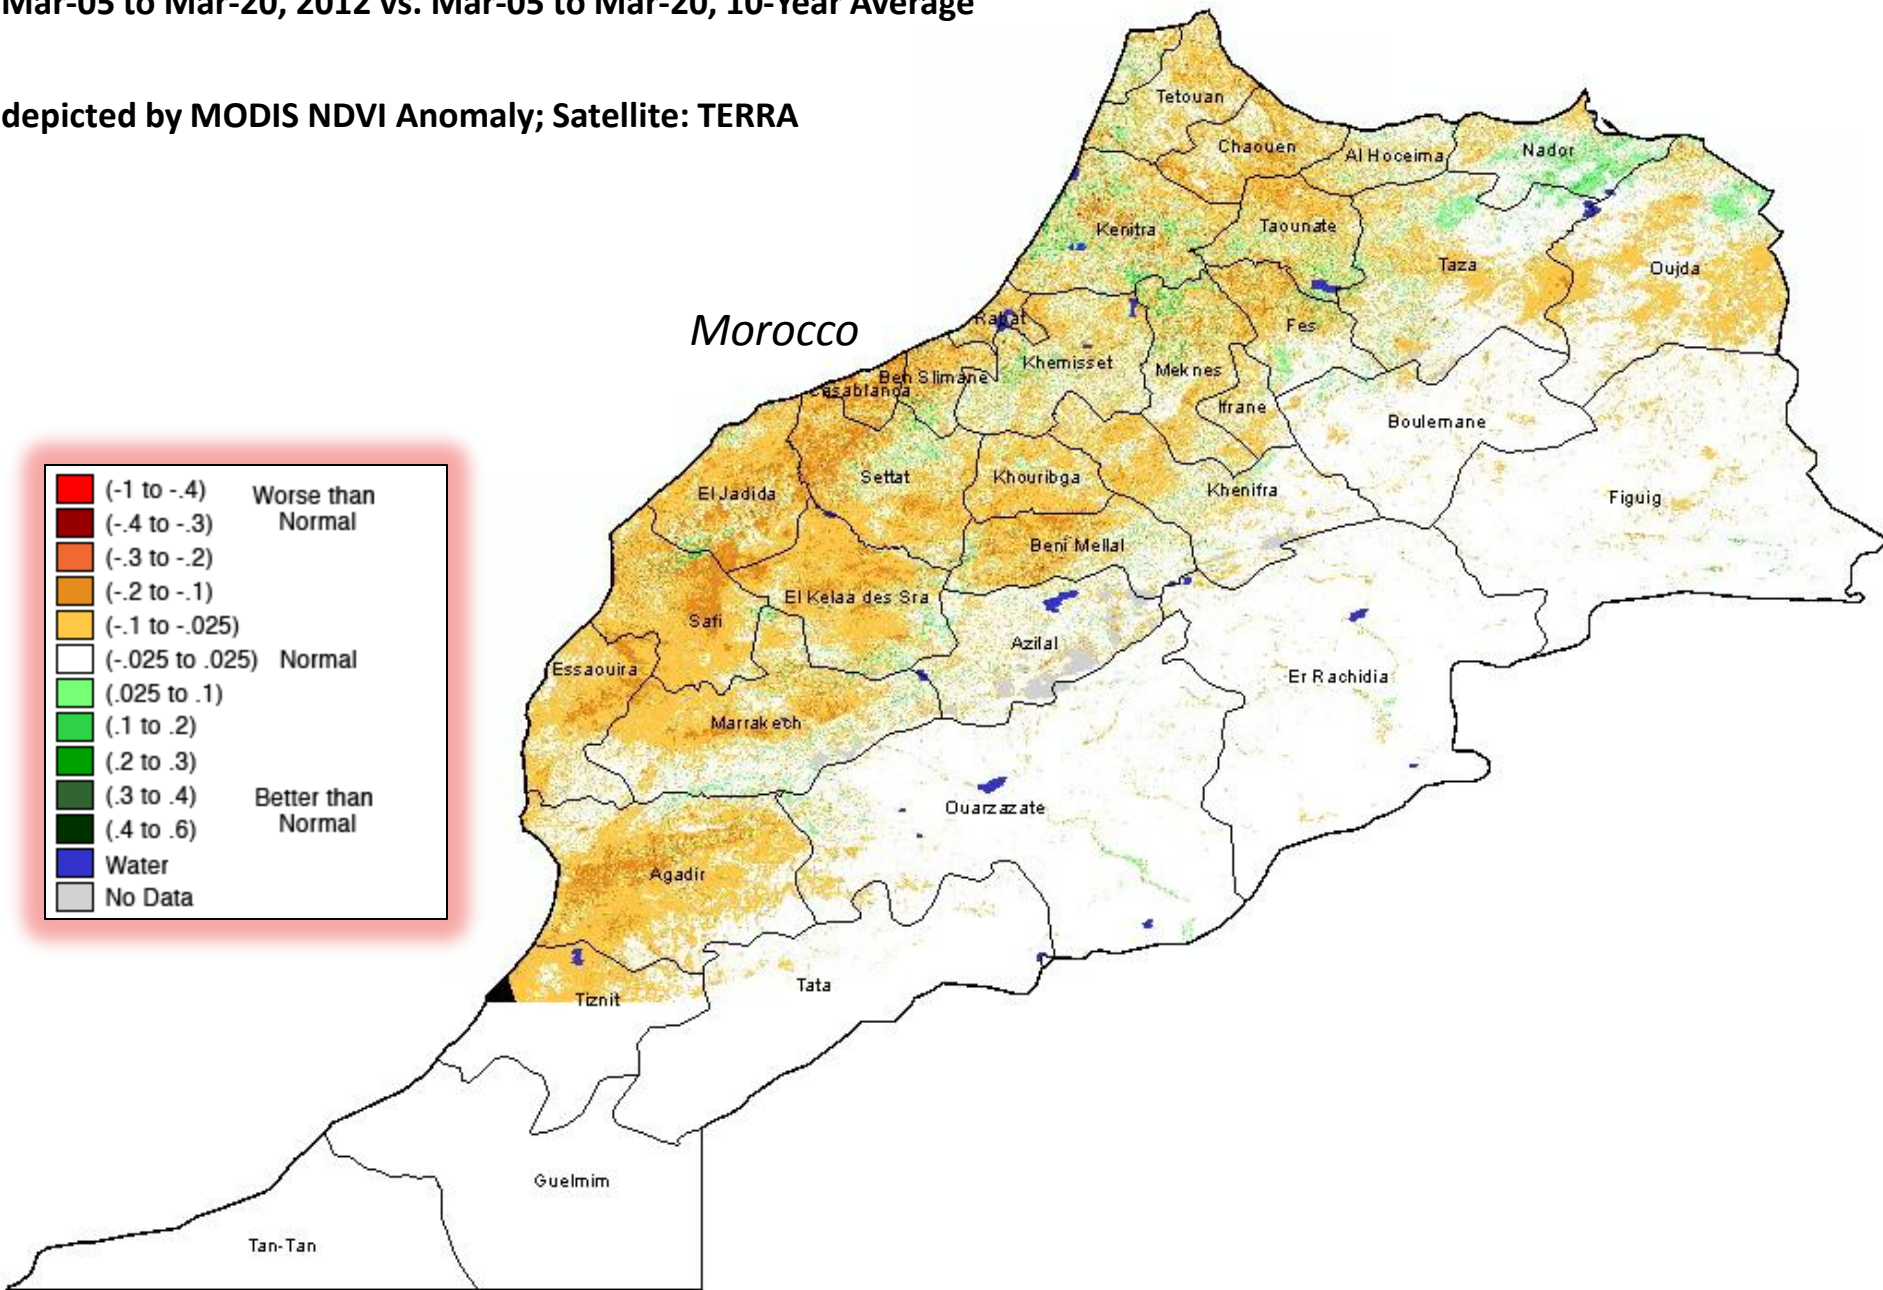 Mar-05 to Mar-20, 2012 vs. Mar-05 to Mar-20, 10-Year Average
depicted by MODIS NDVI Anomaly; Satellite: TERRA
Tetouan
Chaouen
Al Hoceima
Nador
Kenitra
Taounate
Taza
Oujda
Morocco
Rabat
Fes
Khemisset
Meknes
Ben Slimane
Casablanca
Ifrane
Boulemane
Settat
Khouribga
El Jadida
Khenifra
Figuig
Beni Mellal
El Kelaa des Sra
Safi
Azilal
Essaouira
Er Rachidia
Marrakech
Ouarzazate
Agadir
Tata
Tiznit
Guelmim
Tan-Tan
(-1 to -.4) Worse than
(-.4 to -.3) Normal
(-.3 to -.2)
(-.2 to -.1)
(-.1 to -.025)
(-.025 to .025) Normal
(.025 to .1)
(.1 to .2)
(.2 to .3)
(.3 to .4) Better than
(.4 to .6) Normal
Water
No Data